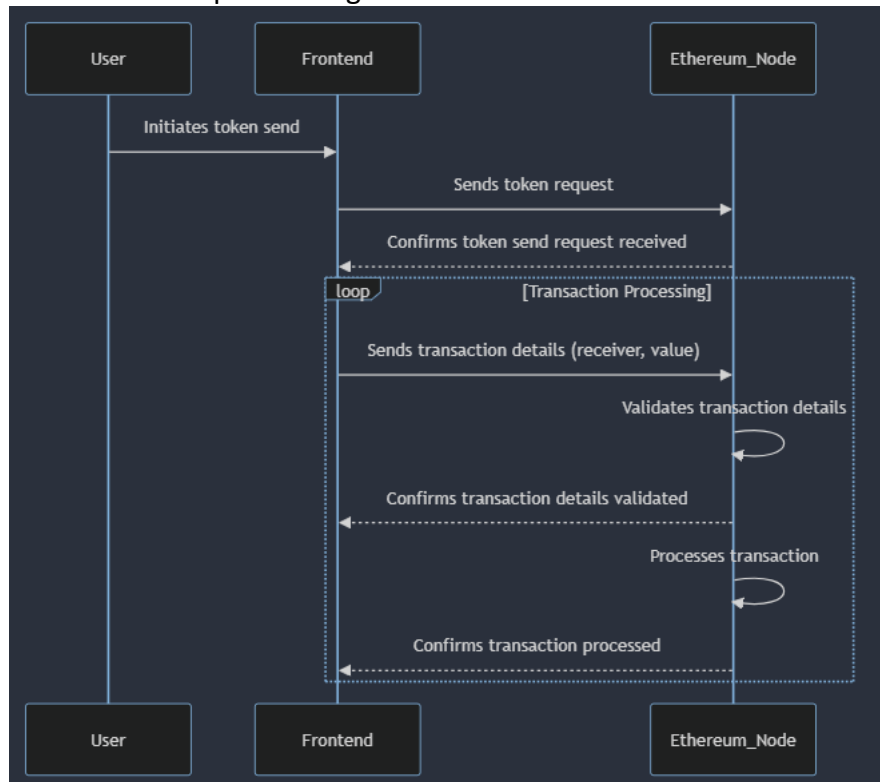 User Frontend Ethereum_Node
Initiates token send
Sends token request
Confirms token send request received
loop [Transaction Processing]
Sends transaction details (receiver, value)
Validates transaction details
Confirms transaction details validated
Processes transaction
Confirms transaction processed
User Frontend Ethereum_Node